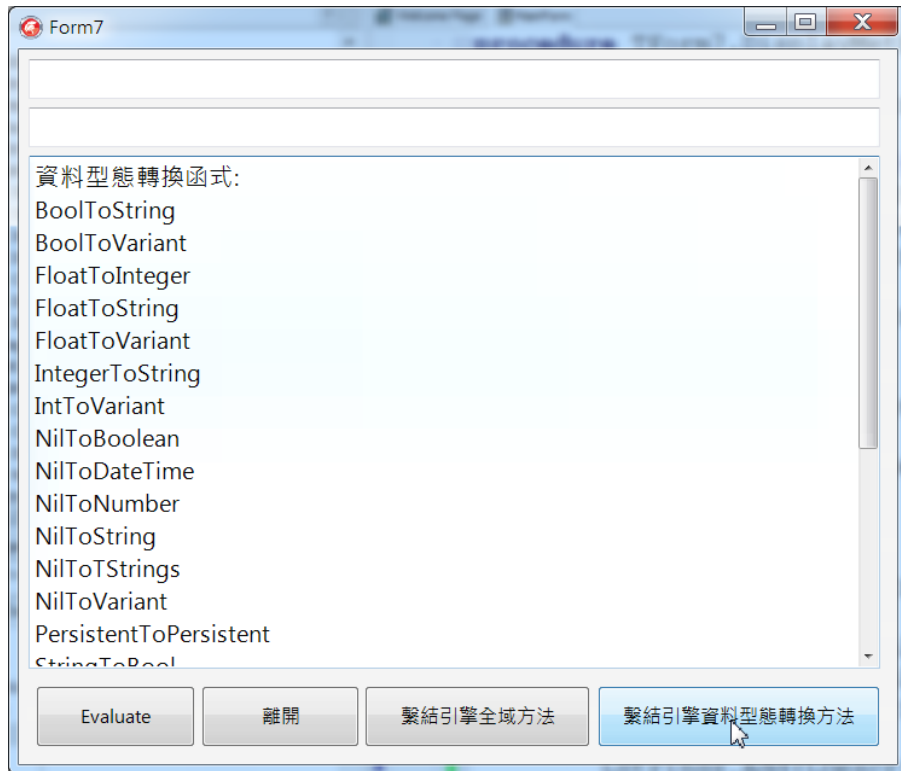 Form7
資料型態轉換函式:
BoolToString
BoolToVariant
FloatToInteger
FloatToString
FloatToVariant
IntegerToString
IntToVariant
NilToBoolean
NilToDateTime
NilToNumber
NilToString
NilToTStrings
NilToVariant
PersistentToPersistent
StringToBool
Evaluate
離開
繫結引擎全域方法
繫結引擎資料型態轉換方法